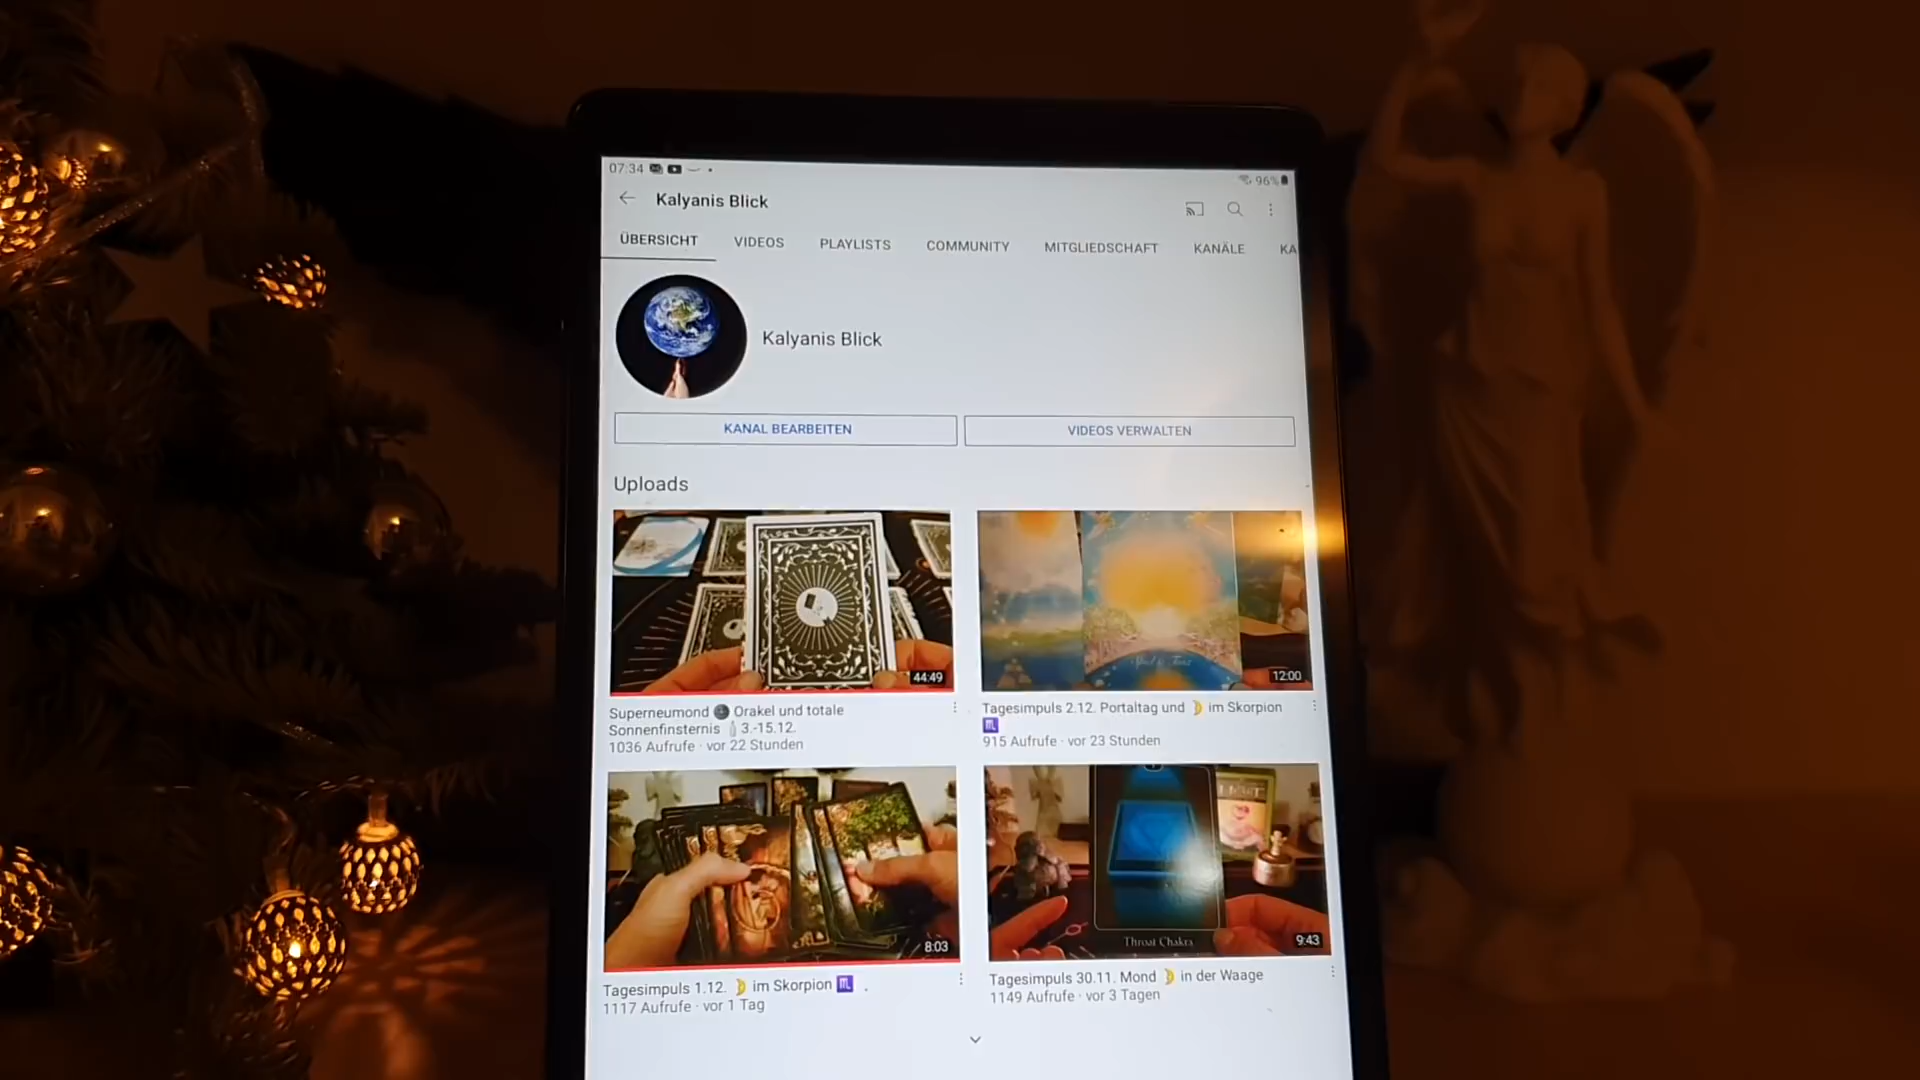 07:34
96%
Kalyanis Blick
ÜBERSICHT VIDEOS PLAYLISTS COMMUNITY MITGLIEDSCHAFT KANÄLE KA
Kalyanis Blick
KANAL BEARBEITEN VIDEOS VERWALTEN
Uploads
44:49
12:00
Superneumond 🌑 Orakel und totale
Sonnenfinsternis 🕯 3.-15.12.
1036 Aufrufe · vor 22 Stunden
Tagesimpuls 2.12. Portaltag und 🌛 im Skorpion
♏
915 Aufrufe · vor 23 Stunden
8:03
Throat Chakra
9:43
Tagesimpuls 1.12. 🌛 im Skorpion ♏ .
1117 Aufrufe · vor 1 Tag
Tagesimpuls 30.11. Mond 🌛 in der Waage
1149 Aufrufe · vor 3 Tagen